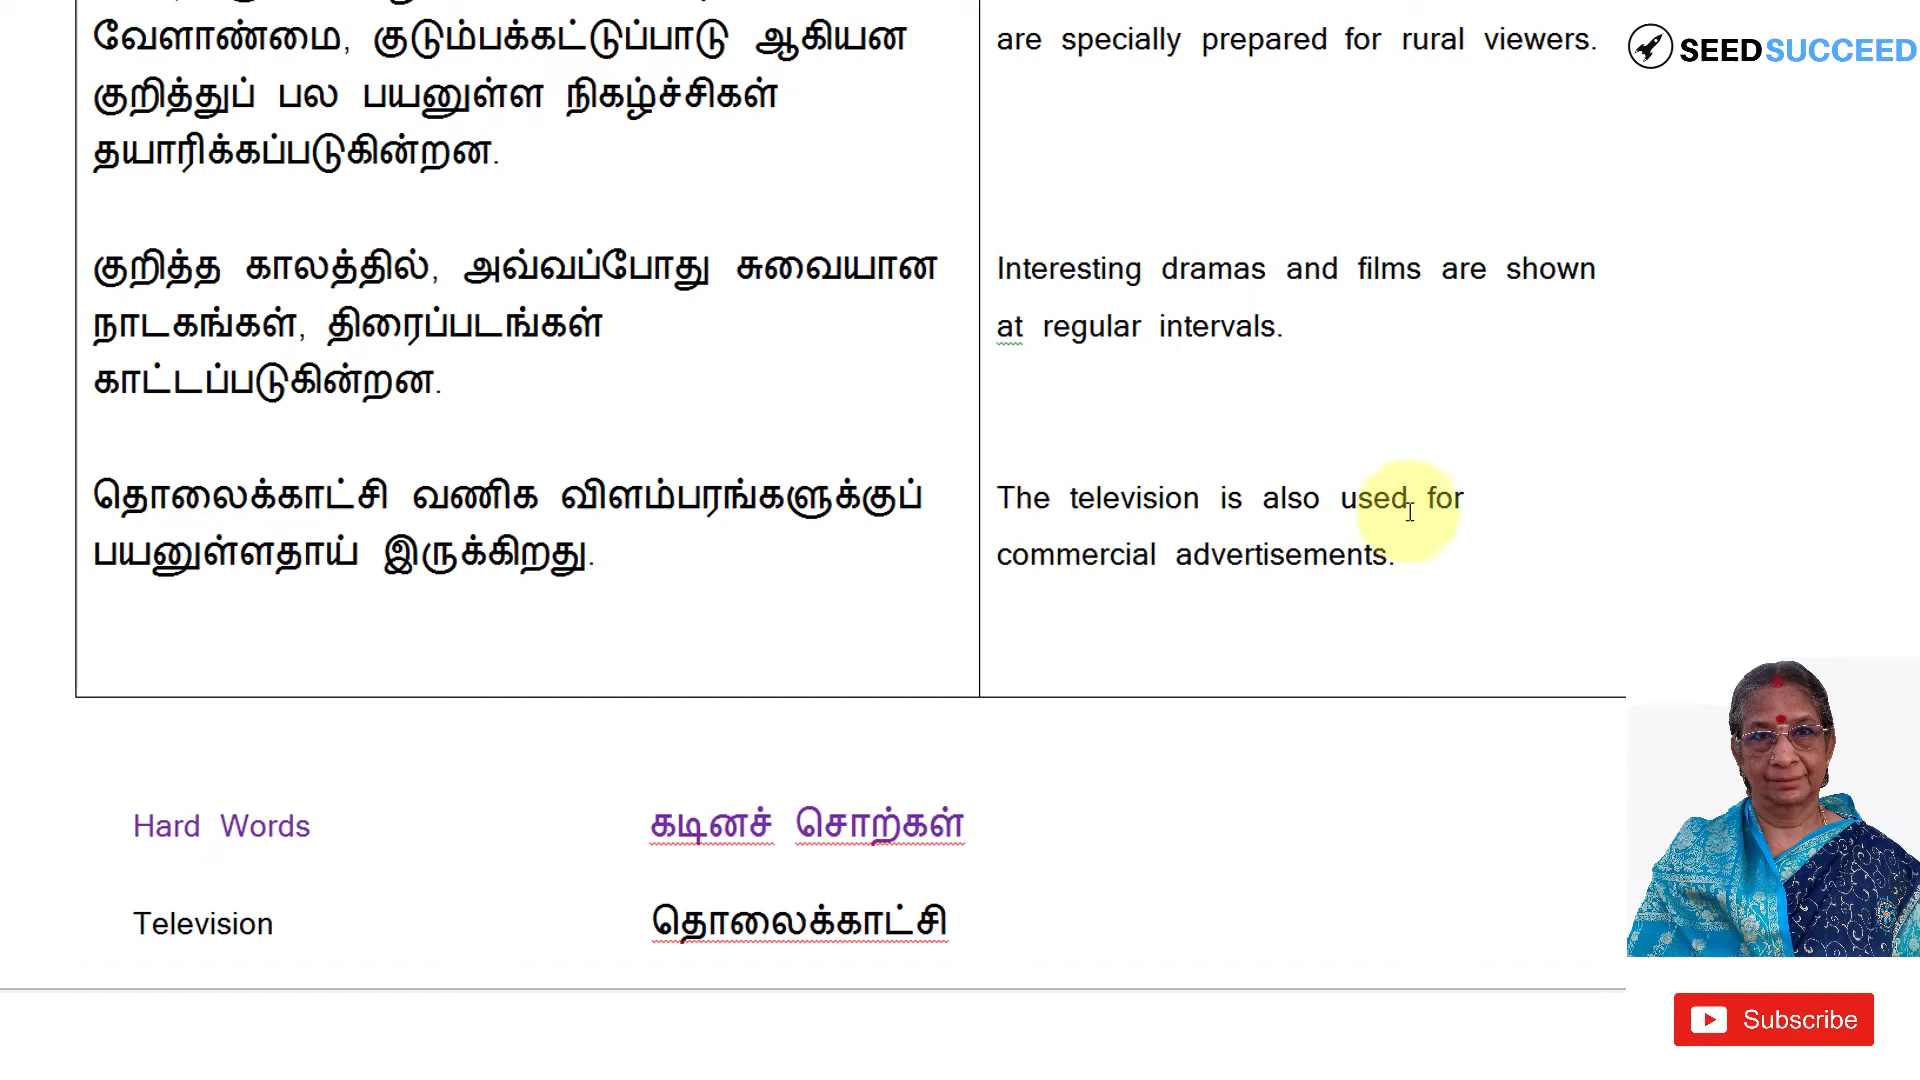 வேளாண்மை, குடும்பக்கட்டுப்பாடு ஆகியன
குறித்துப் பல பயனுள்ள நிகழ்ச்சிகள்
தயாரிக்கப்படுகின்றன.
are specially prepared for rural viewers.
குறித்த காலத்தில், அவ்வப்போது சுவையான
நாடகங்கள், திரைப்படங்கள்
காட்டப்படுகின்றன.
Interesting dramas and films are shown
at regular intervals.
தொலைக்காட்சி வணிக விளம்பரங்களுக்குப்
பயனுள்ளதாய் இருக்கிறது.
The television is also used for
commercial advertisements.
Hard Words கடினச் சொற்கள்
Television தொலைக்காட்சி
SEEDSUCCEED
Subscribe